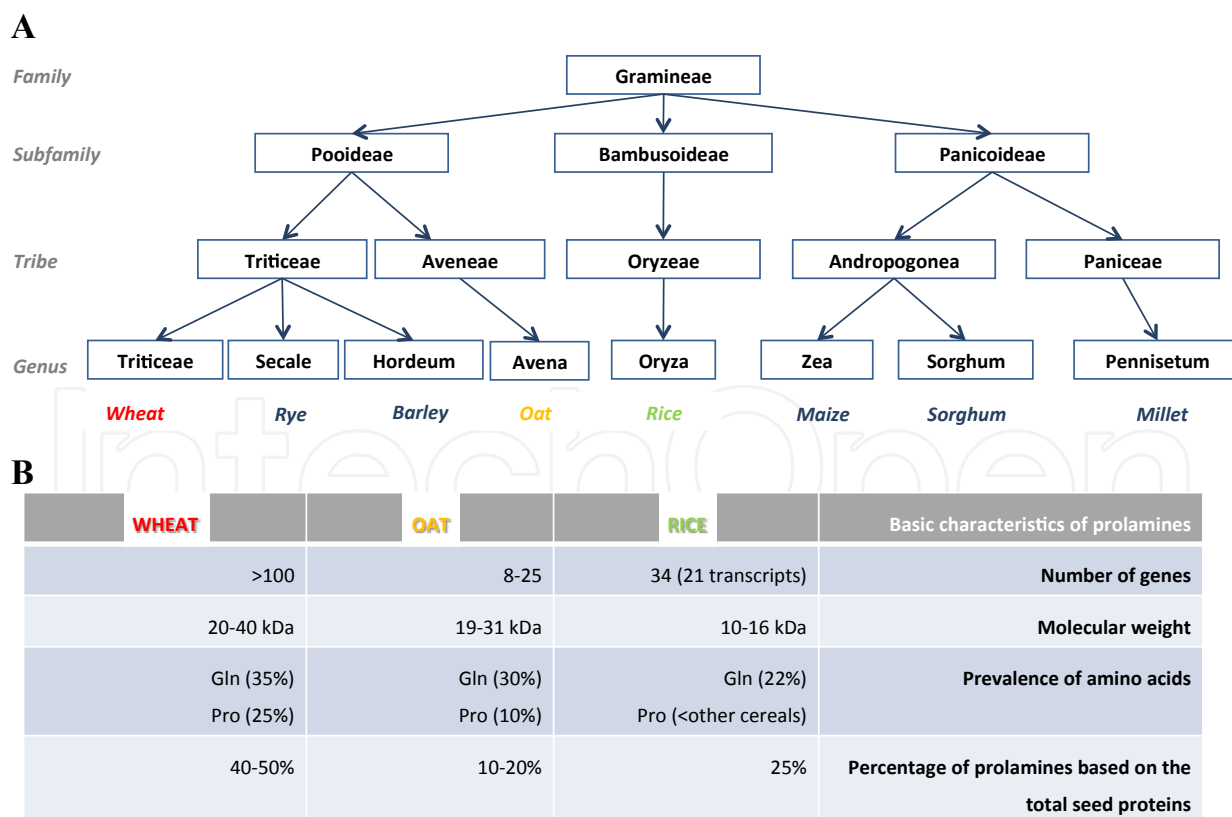 A
Family
Gramineae
Subfamily
Pooideae Bambusoideae Panicoideae
Tribe
Triticeae Aveneae Oryzeae Andropogonea Paniceae
Genus
Triticeae Secale Hordeum Avena Oryza Zea Sorghum Pennisetum
Wheat Rye Barley Oat Rice Maize Sorghum Millet
IntechOpen
B
WHEAT OAT RICE Basic characteristics of prolamines
>100 8-25 34 (21 transcripts) Number of genes
20-40 kDa 19-31 kDa 10-16 kDa Molecular weight
Gln (35%) Gln (30%) Gln (22%) Prevalence of amino acids
Pro (25%) Pro (10%) Pro (<other cereals)
40-50% 10-20% 25% Percentage of prolamines based on the
total seed proteins